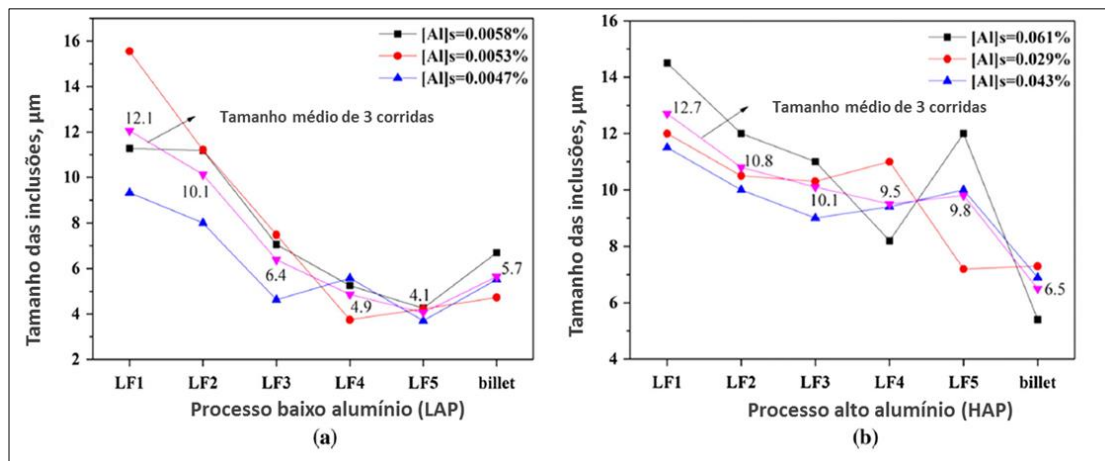 [Al]s=0.0058%
[Al]s=0.0053%
[Al]s=0.0047%
Tamanho médio de 3 corridas
Tamanho das inclusões, µm
16
14
12
10
8
6
4
2
12.1
10.1
6.4
4.9
4.1
5.7
LF1 LF2 LF3 LF4 LF5 billet
Processo baixo alumínio (LAP)
(a)
[Al]s=0.061%
[Al]s=0.029%
[Al]s=0.043%
Tamanho médio de 3 corridas
Tamanho das inclusões, µm
16
14
12
10
8
6
4
12.7
10.8
10.1
9.5
9.8
6.5
LF1 LF2 LF3 LF4 LF5 billet
Processo alto alumínio (HAP)
(b)